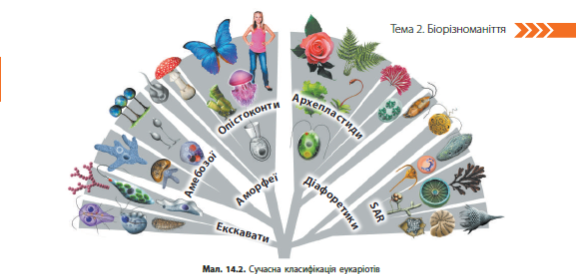 Тема 2. Біорізноманіття
Опістоконти
Архепластиди
Амебозої
Аморфеї
Діафоретики
SAR
Екскавати
Мал. 14.2. Сучасна класифікація еукаріотів